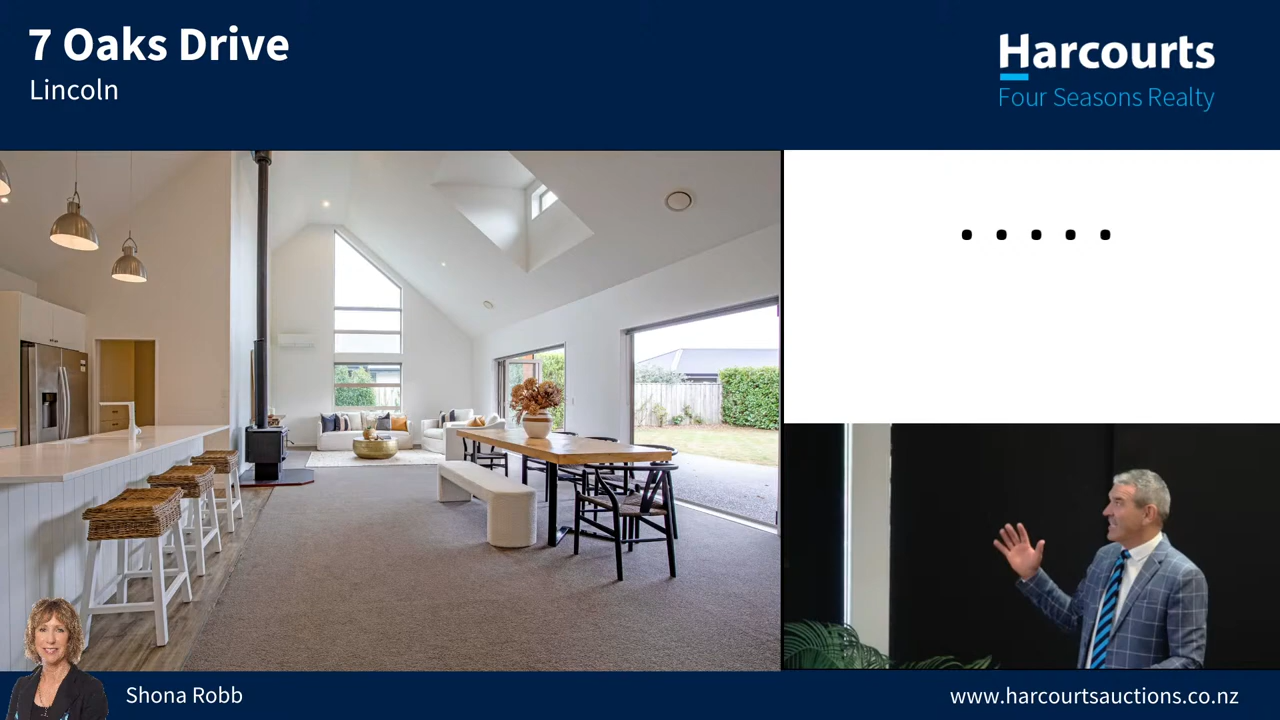 7 Oaks Drive
Lincoln
Harcourts
Four Seasons Realty
. . . . .
Shona Robb
www.harcourtsauctions.co.nz